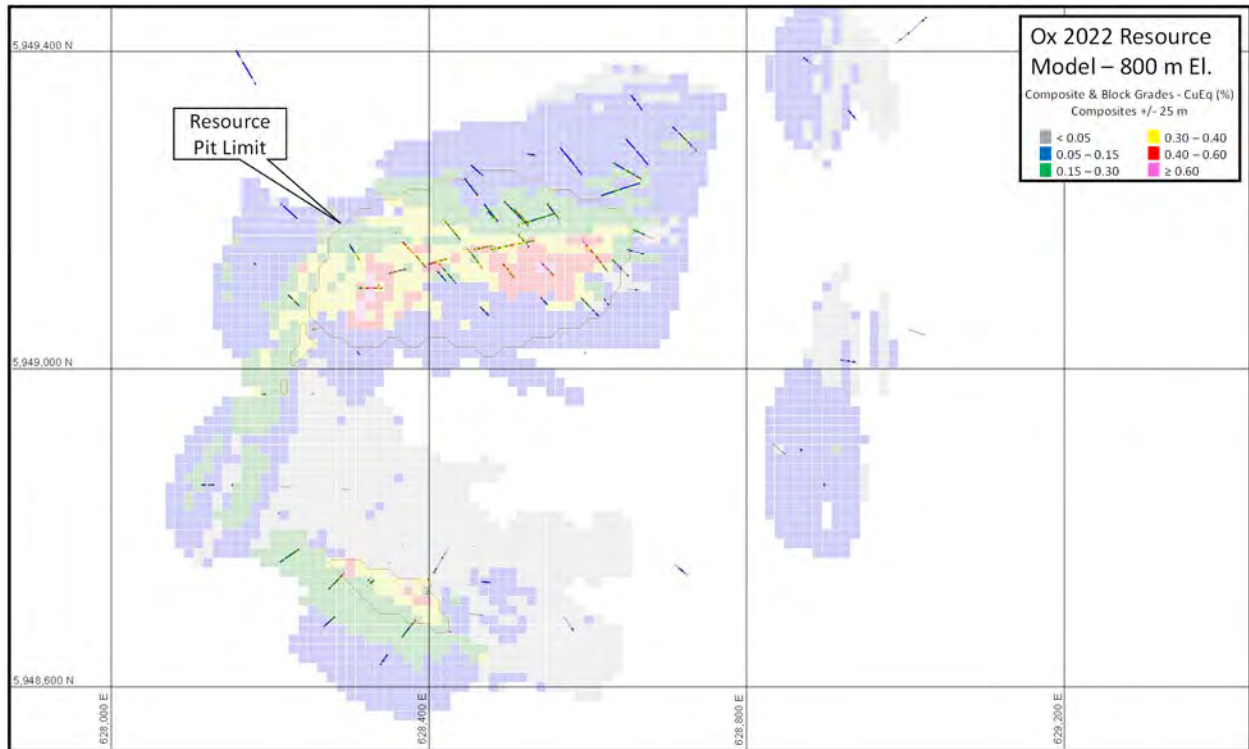 5,949,400 N
Ox 2022 Resource
Model – 800 m El.
Composite & Block Grades - CuEq (%)
Composites +/- 25 m
< 0.05
0.30 – 0.40
0.05 – 0.15
0.40 – 0.60
0.15 – 0.30
≥ 0.60
Resource
Pit Limit
5,949,000 N
5,948,600 N
628,000 E
628,400 E
628,800 E
629,200 E